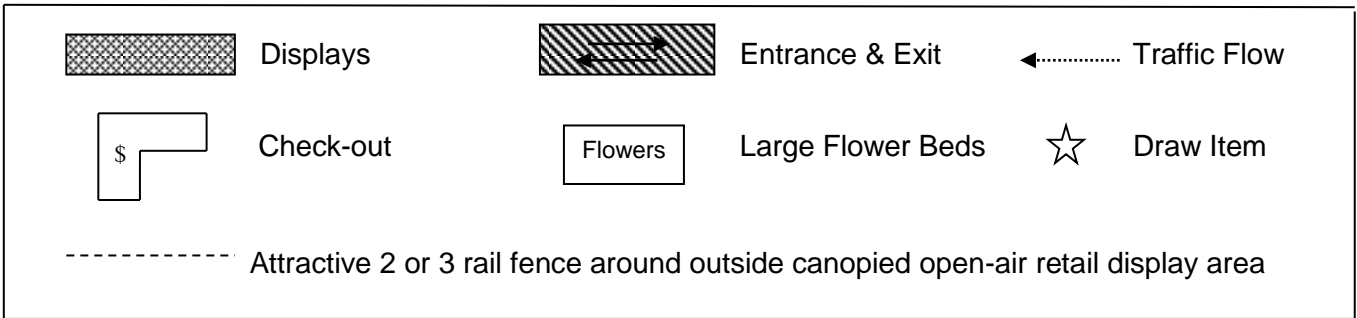 Displays Entrance & Exit Traffic Flow
$ Check-out Flowers Large Flower Beds Draw Item
Attractive 2 or 3 rail fence around outside canopied open-air retail display area